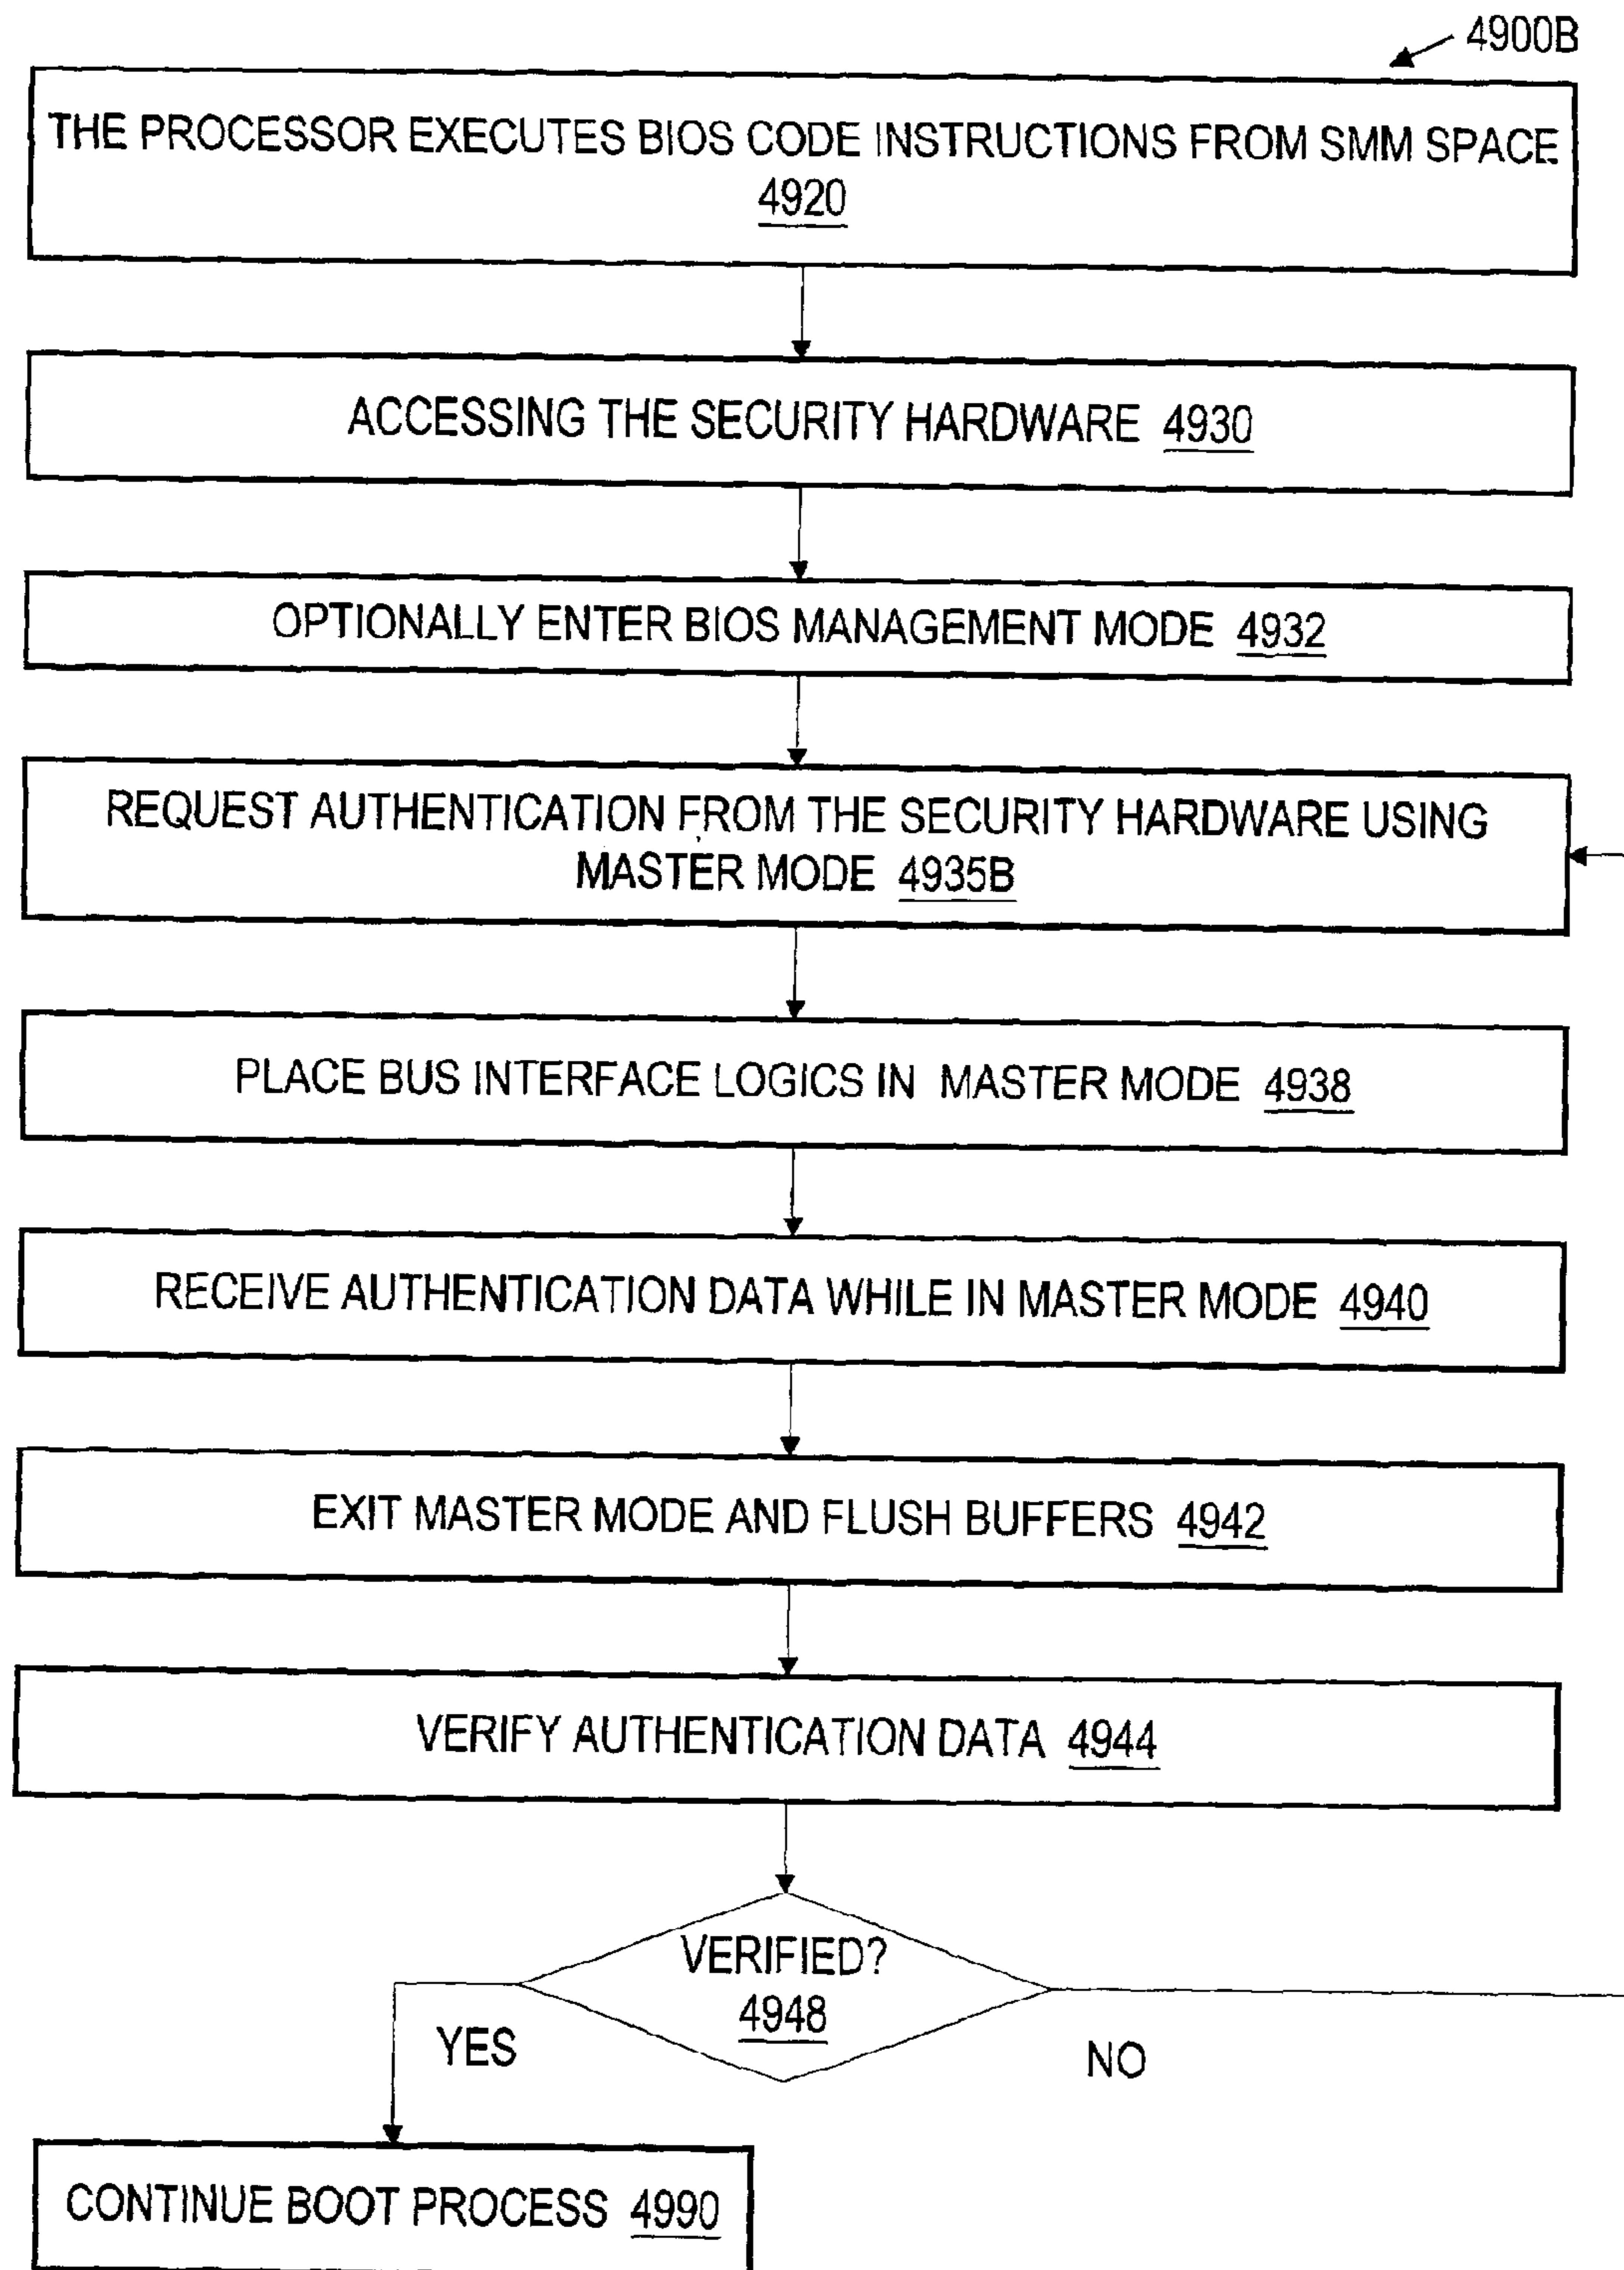 4900B
THE PROCESSOR EXECUTES BIOS CODE INSTRUCTIONS FROM SMM SPACE
4920
ACCESSING THE SECURITY HARDWARE 4930
OPTIONALLY ENTER BIOS MANAGEMENT MODE 4932
REQUEST AUTHENTICATION FROM THE SECURITY HARDWARE USING
MASTER MODE 4935B
PLACE BUS INTERFACE LOGICS IN MASTER MODE 4938
RECEIVE AUTHENTICATION DATA WHILE IN MASTER MODE 4940
EXIT MASTER MODE AND FLUSH BUFFERS 4942
VERIFY AUTHENTICATION DATA 4944
VERIFIED?
4948
YES
NO
CONTINUE BOOT PROCESS 4990